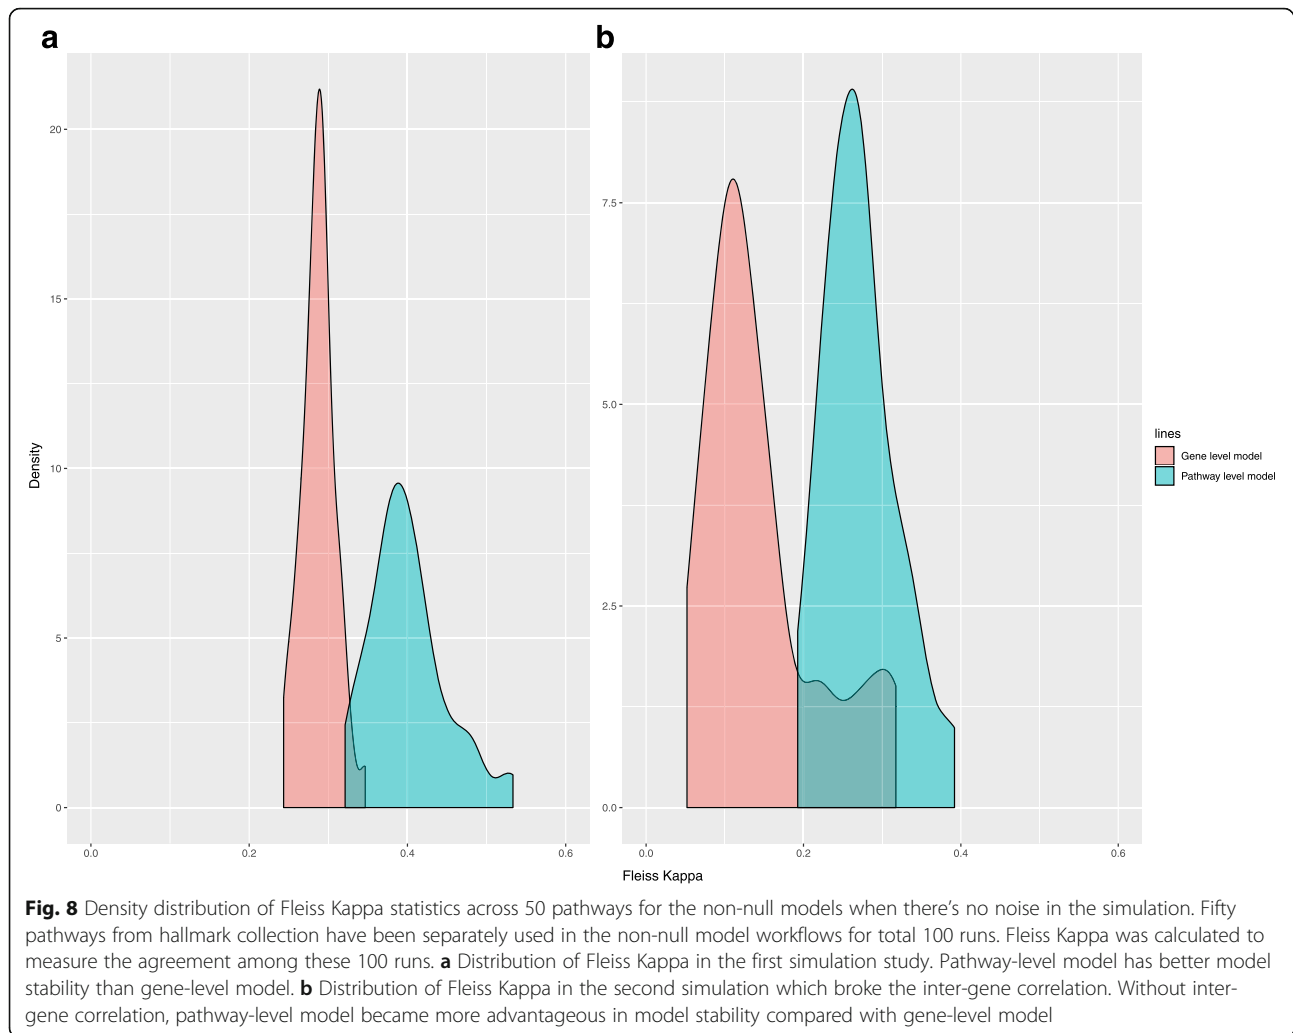 a
b
20
15
10
5
0
Density
0.0
0.2
0.4
0.6
7.5
5.0
2.5
0.0
0.0
0.2
0.4
0.6
Fleiss Kappa
lines
Gene level model
Pathway level model
Fig. 8 Density distribution of Fleiss Kappa statistics across 50 pathways for the non-null models when there's no noise in the simulation. Fifty
pathways from hallmark collection have been separately used in the non-null model workflows for total 100 runs. Fleiss Kappa was calculated to
measure the agreement among these 100 runs. a Distribution of Fleiss Kappa in the first simulation study. Pathway-level model has better model
stability than gene-level model. b Distribution of Fleiss Kappa in the second simulation which broke the inter-gene correlation. Without inter-
gene correlation, pathway-level model became more advantageous in model stability compared with gene-level model